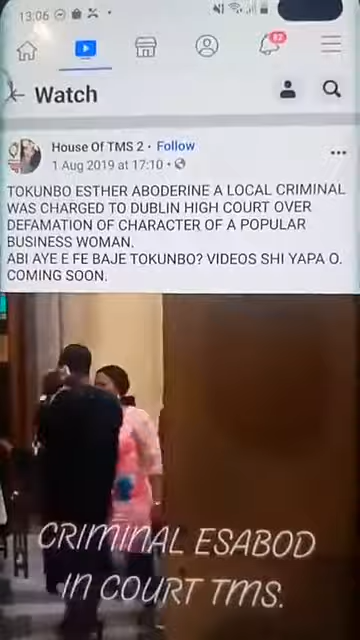 13:06
82
Watch
House Of TMS 2 · Follow
1 Aug 2019 at 17:10 ·
TOKUNBO ESTHER ABODERINE A LOCAL CRIMINAL
WAS CHARGED TO DUBLIN HIGH COURT OVER
DEFAMATION OF CHARACTER OF A POPULAR
BUSINESS WOMAN.
ABI AYE E FE BAJE TOKUNBO? VIDEOS SHI YAPA O.
COMING SOON.
CRIMINAL ESABOD
IN COURT TMS.